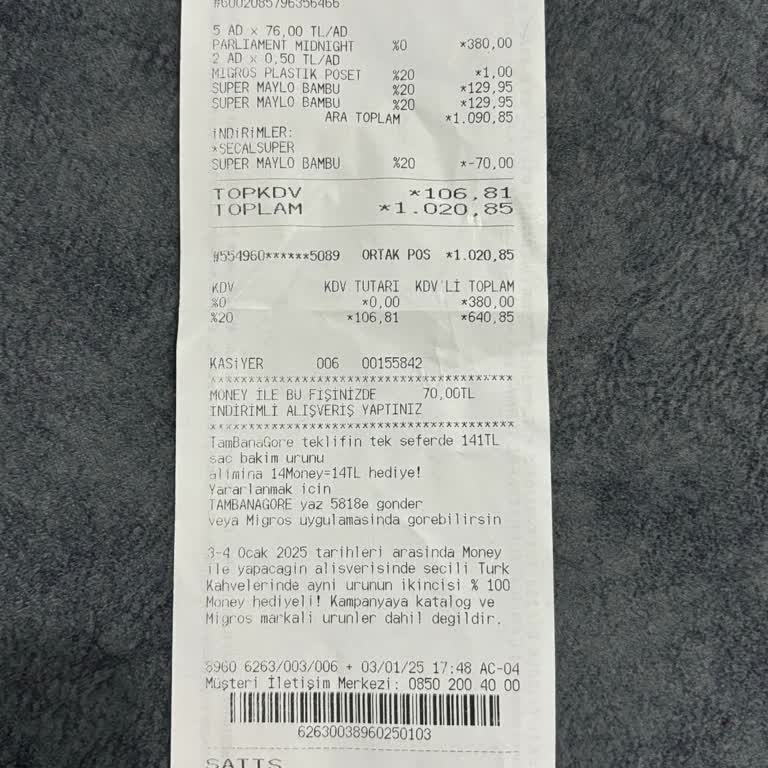 #6002085796356466
5 AD x 76,00 TL/AD
PARLIAMENT MIDNIGHT %0 *380,00
2 AD x 0,50 TL/AD
MIGROS PLASTİK POŞET %20 *1,00
SUPER MAYLO BAMBU %20 *129,95
SUPER MAYLO BAMBU %20 *129,95
ARA TOPLAM *1.090,85
İNDİRİMLER:
*SECALSUPER
SUPER MAYLO BAMBU %20 *-70,00
TOPKDV *106,81
TOPLAM *1.020,85
#554960******5089 ORTAK POS *1.020,85
KDV KDV TUTARI KDV'Lİ TOPLAM
%0 *0,00 *380,00
%20 *106,81 *640,85
KASİYER 006 00155842
****************************************
MONEY İLE BU FİŞİNİZDE 70,00TL
İNDİRİMLİ ALIŞVERİŞ YAPTINIZ
****************************************
TamBanaGore teklifin tek seferde 141TL
sac bakim urunu
alimina 14Money=14TL hediye!
Yararlanmak icin
TAMBANAGORE yaz 5818e gonder
veya Migros uygulamasinda gorebilirsin
3-4 Ocak 2025 tarihleri arasinda Money
ile yapacagin alisverisinde secili Turk
Kahvelerinde ayni urunun ikincisi % 100
Money hediyeli! Kampanyaya katalog ve
Migros markali urunler dahil degildir.
8960 6263/003/006 + 03/01/25 17:48 AC-04
Müşteri İletişim Merkezi: 0850 200 40 00
62630038960250103
SATIS